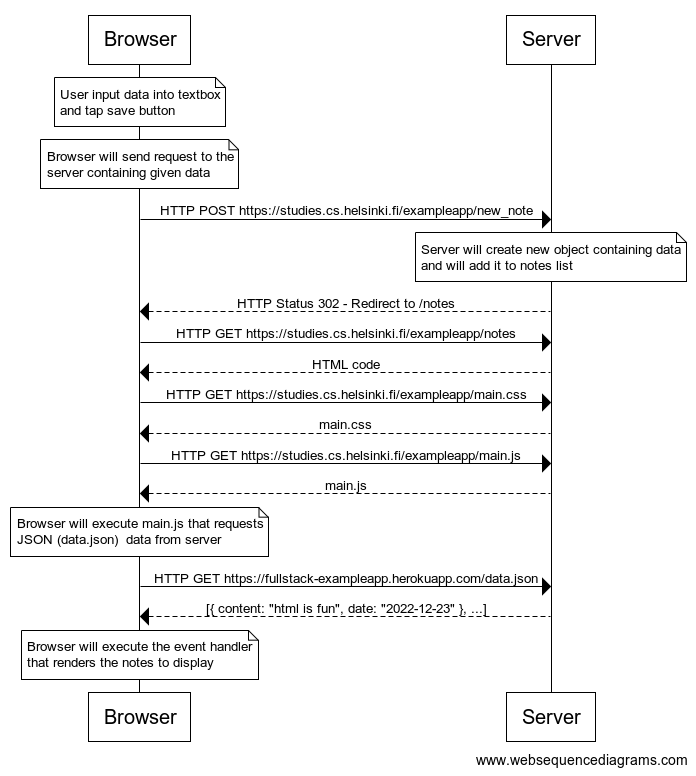 Browser
Server
User input data into textbox
and tap save button
Browser will send request to the
server containing given data
HTTP POST https://studies.cs.helsinki.fi/exampleapp/new_note
Server will create new object containing data
and will add it to notes list
HTTP Status 302 - Redirect to /notes
HTTP GET https://studies.cs.helsinki.fi/exampleapp/notes
HTML code
HTTP GET https://studies.cs.helsinki.fi/exampleapp/main.css
main.css
HTTP GET https://studies.cs.helsinki.fi/exampleapp/main.js
main.js
Browser will execute main.js that requests
JSON (data.json)  data from server
HTTP GET https://fullstack-exampleapp.herokuapp.com/data.json
[{ content: "html is fun", date: "2022-12-23" }, ...]
Browser will execute the event handler
that renders the notes to display
Browser
Server
www.websequencediagrams.com